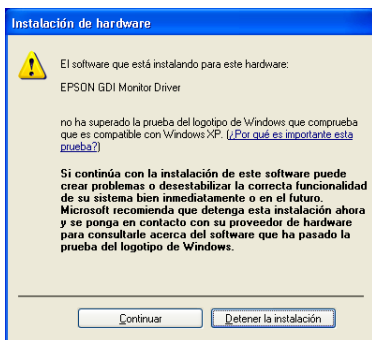 Instalación de hardware
El software que está instalando para este hardware:
EPSON GDI Monitor Driver
no ha superado la prueba del logotipo de Windows que comprueba
que es compatible con Windows XP. (¿Por qué es importante esta
prueba?)
Si continúa con la instalación de este software puede
crear problemas o desestabilizar la correcta funcionalidad
de su sistema bien inmediatamente o en el futuro.
Microsoft recomienda que detenga esta instalación ahora
y se ponga en contacto con su proveedor de hardware
para consultarle acerca del software que ha pasado la
prueba del logotipo de Windows.
Continuar
Detener la instalación